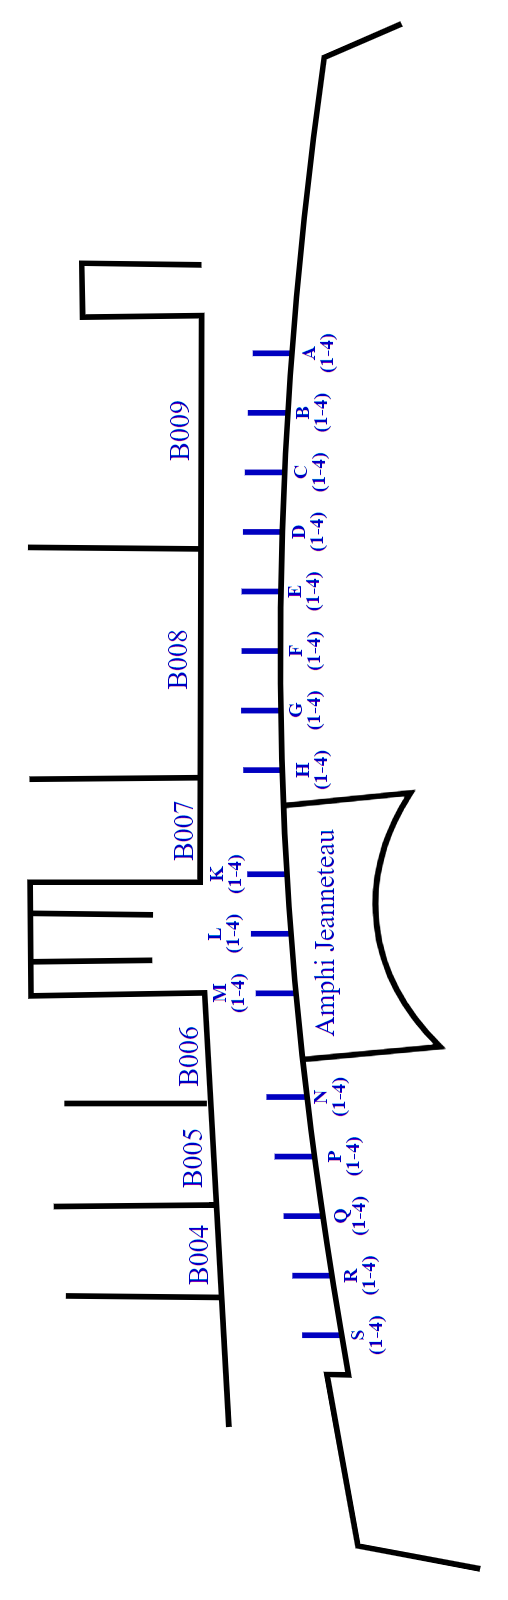 A
(1-4)
B
(1-4)
B009
C
(1-4)
D
(1-4)
E
(1-4)
B008
F
(1-4)
G
(1-4)
H
(1-4)
B007
K
(1-4)
Amphi Jeanneteau
L
(1-4)
M
(1-4)
B006
N
(1-4)
B005
P
(1-4)
Q
(1-4)
B004
R
(1-4)
S
(1-4)